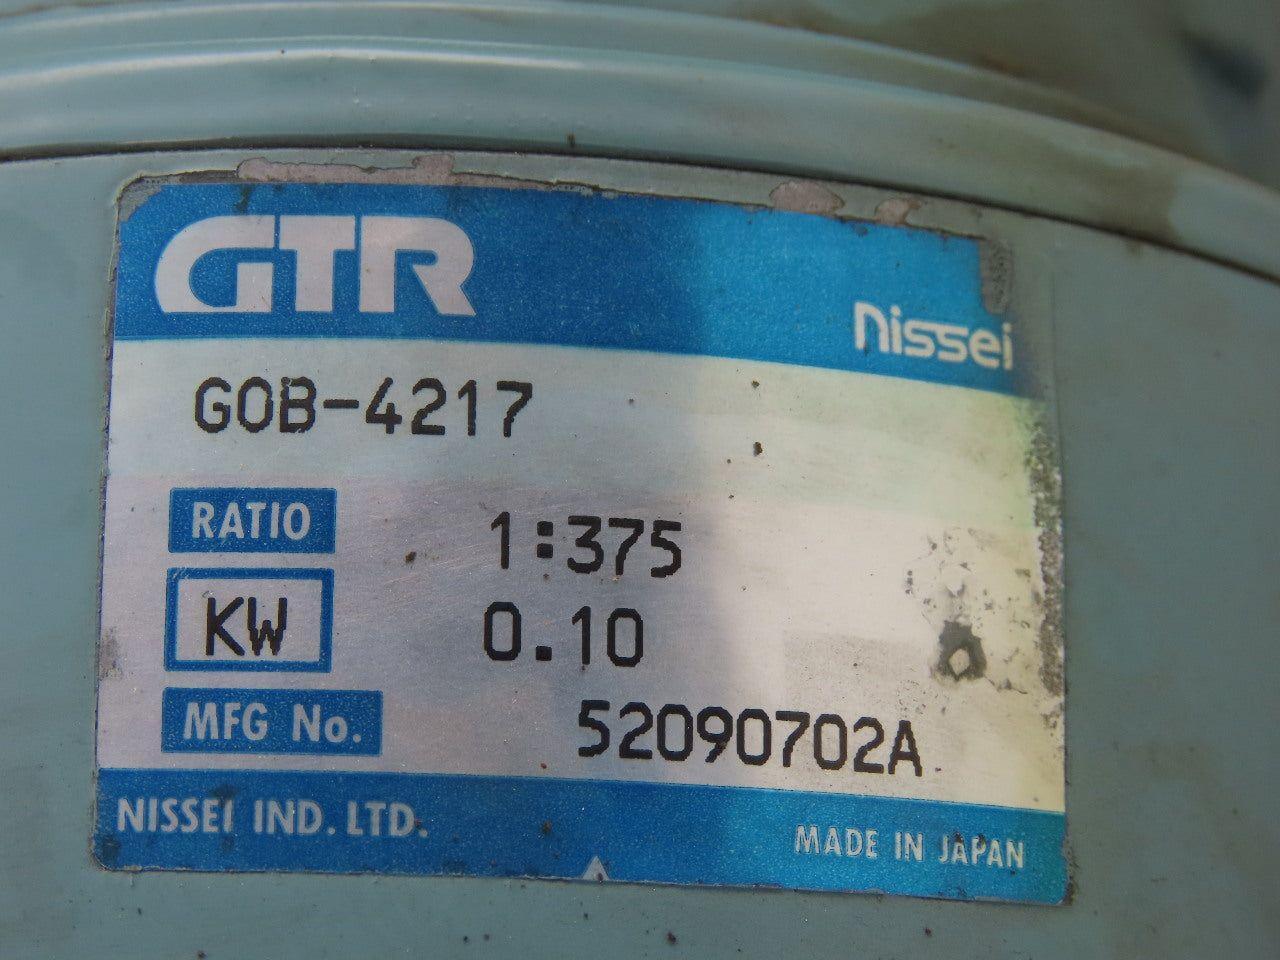 GTR
nissei
GOB-4217
RATIO 1:375
KW 0.10
MFG No. 52090702A
NISSEI IND. LTD. MADE IN JAPAN